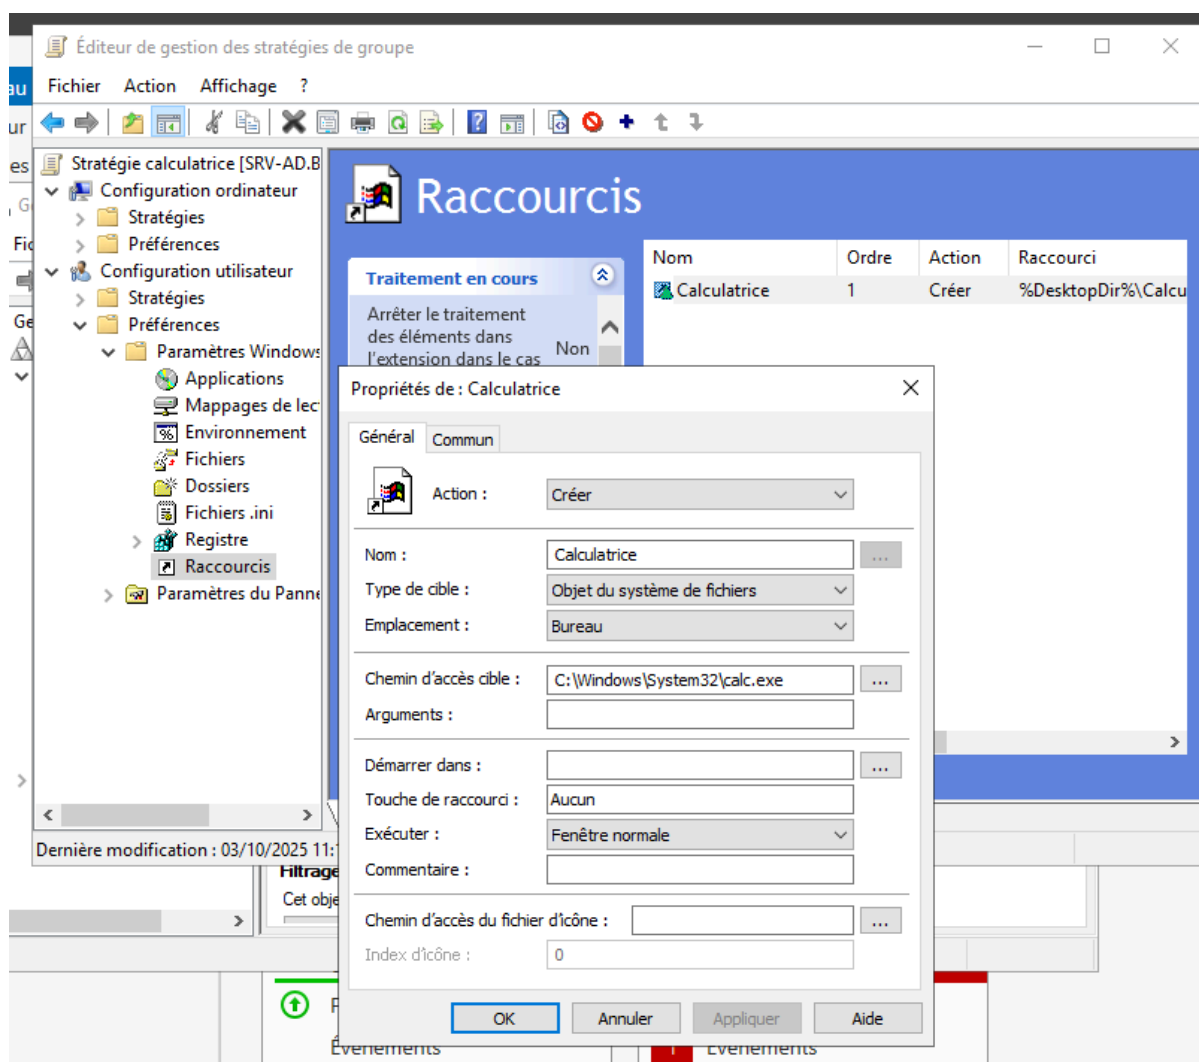 Éditeur de gestion des stratégies de groupe
Fichier Action Affichage ?
Stratégie calculatrice [SRV-AD.B
Configuration ordinateur
Stratégies
Préférences
Configuration utilisateur
Stratégies
Préférences
Paramètres Windows
Applications
Mappages de lec
Environnement
Fichiers
Dossiers
Fichiers .ini
Registre
Raccourcis
Paramètres du Panne
Dernière modification : 03/10/2025 11:
Raccourcis
Traitement en cours
Arrêter le traitement
des éléments dans
l'extension dans le cas
Non
Nom Ordre Action Raccourci
Calculatrice 1 Créer %DesktopDir%\Calcu
Propriétés de : Calculatrice
Général Commun
Action : Créer
Nom : Calculatrice ...
Type de cible : Objet du système de fichiers
Emplacement : Bureau
Chemin d'accès cible : C:\Windows\System32\calc.exe ...
Arguments :
Démarrer dans : ...
Touche de raccourci : Aucun
Exécuter : Fenêtre normale
Commentaire :
Chemin d'accès du fichier d'icône : ...
Index d'icône : 0
OK Annuler Appliquer Aide
au
ur
es
G
Fic
Ge
Filtrage
Cet obje
Événements
1 Événements